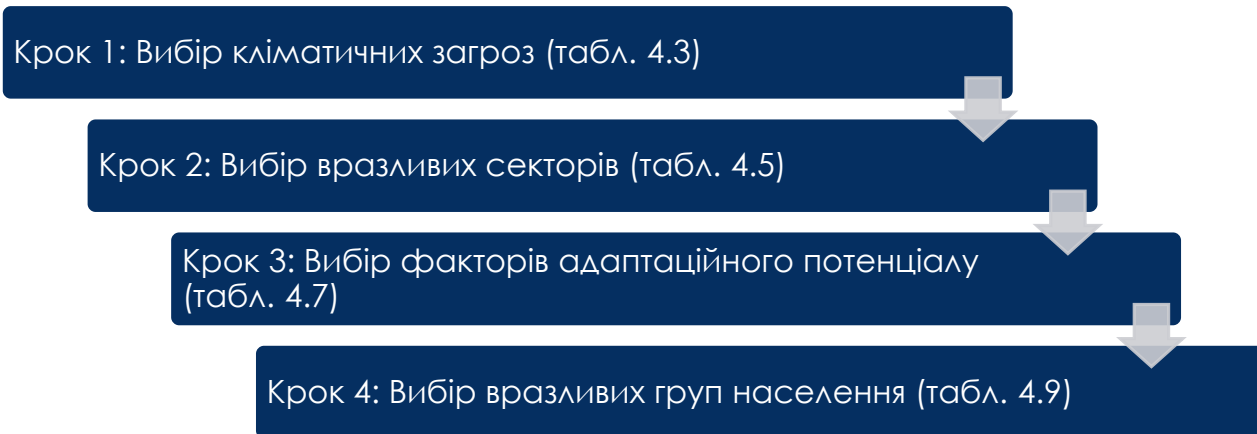 Крок 1: Вибір кліматичних загроз (табл. 4.3)
Крок 2: Вибір вразливих секторів (табл. 4.5)
Крок 3: Вибір факторів адаптаційного потенціалу
(табл. 4.7)
Крок 4: Вибір вразливих груп населення (табл. 4.9)